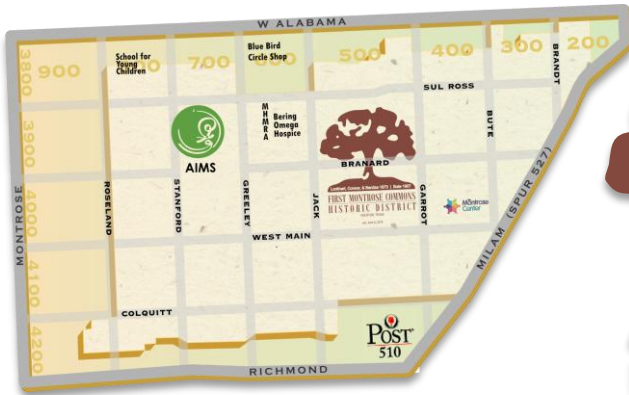 W ALABAMA
3800
900
School for
Young
Children
700
Blue Bird
Circle Shop
500
400
300
200
BRANDT
SUL ROSS
3900
AIMS
MHMRA
Bering
Omega
Hospice
BRANARD
BUTE
MONTROSE
4000
ROSELAND
STANFORD
GREELEY
JACK
FIRST MONTROSE COMMONS
HISTORIC DISTRICT
GARROT
Montrose
Center
MILAM (SPUR 527)
WEST MAIN
4100
COLQUITT
4200
POST
510
RICHMOND